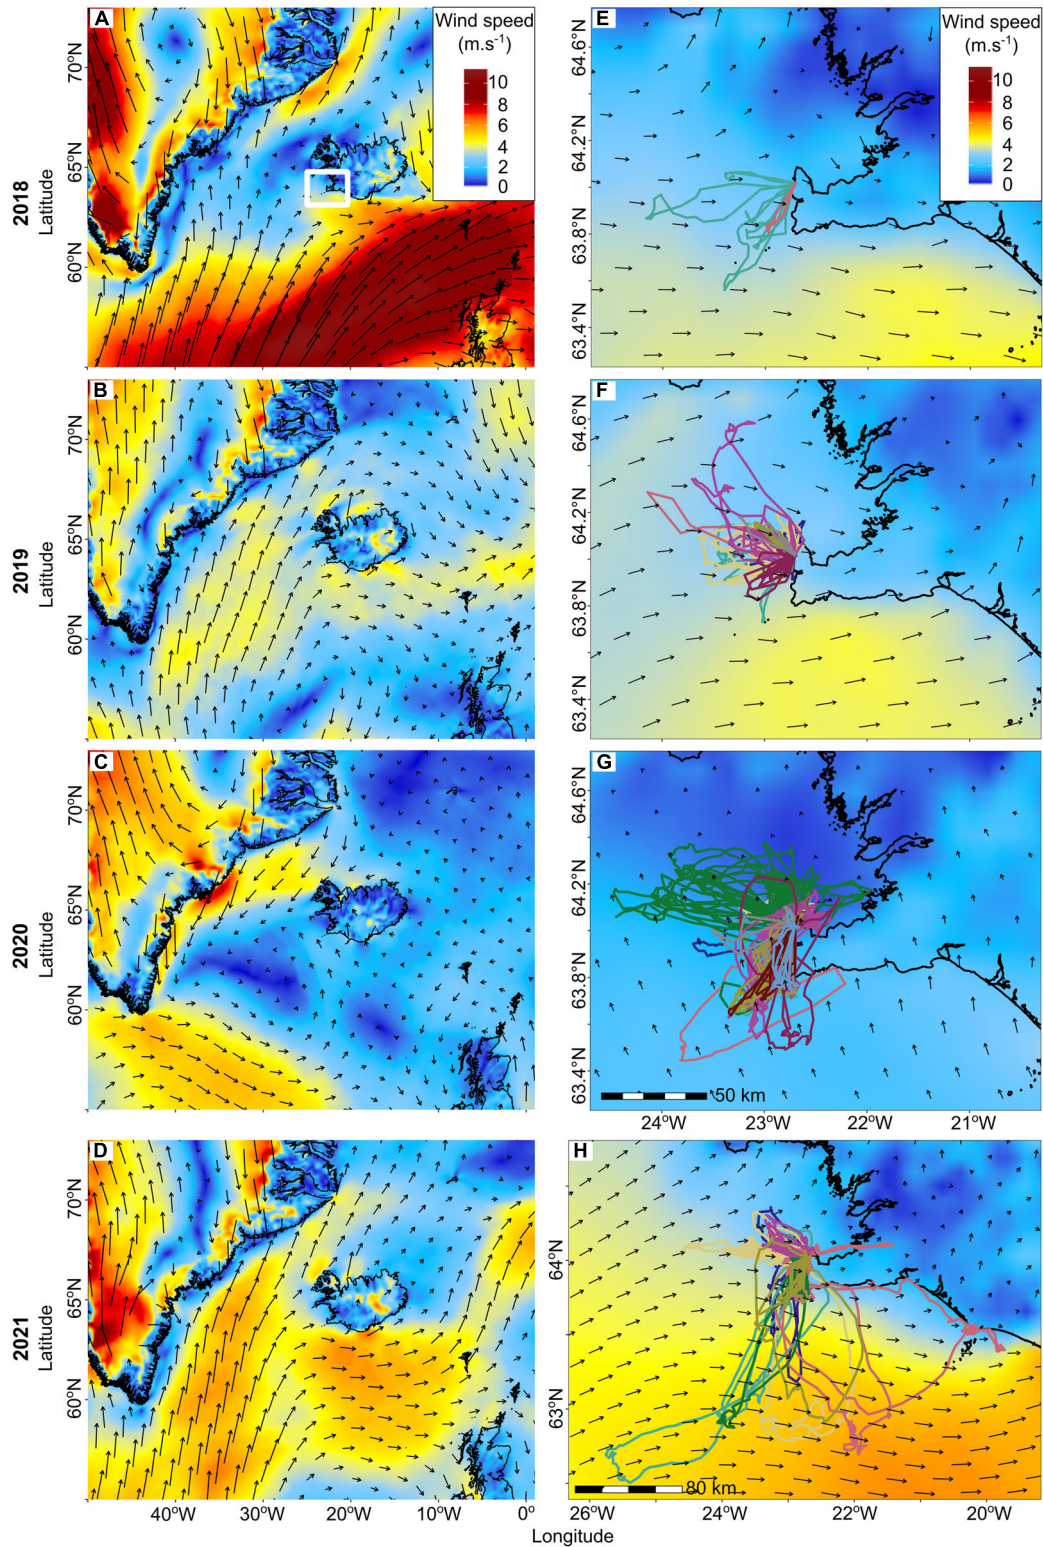 A
Wind speed
(m.s⁻¹)
10
8
6
4
2
0
70°N
65°N
60°N
2018
Latitude
E
Wind speed
(m.s⁻¹)
10
8
6
4
2
0
64.6°N
64.2°N
63.8°N
63.4°N
B
70°N
65°N
60°N
2019
Latitude
F
64.6°N
64.2°N
63.8°N
63.4°N
C
70°N
65°N
60°N
2020
Latitude
G
64.6°N
64.2°N
63.8°N
63.4°N
50 km
24°W 23°W 22°W 21°W
D
70°N
65°N
60°N
2021
Latitude
H
64°N
63°N
80 km
40°W 30°W 20°W 10°W 0°
26°W 24°W 22°W 20°W
Longitude